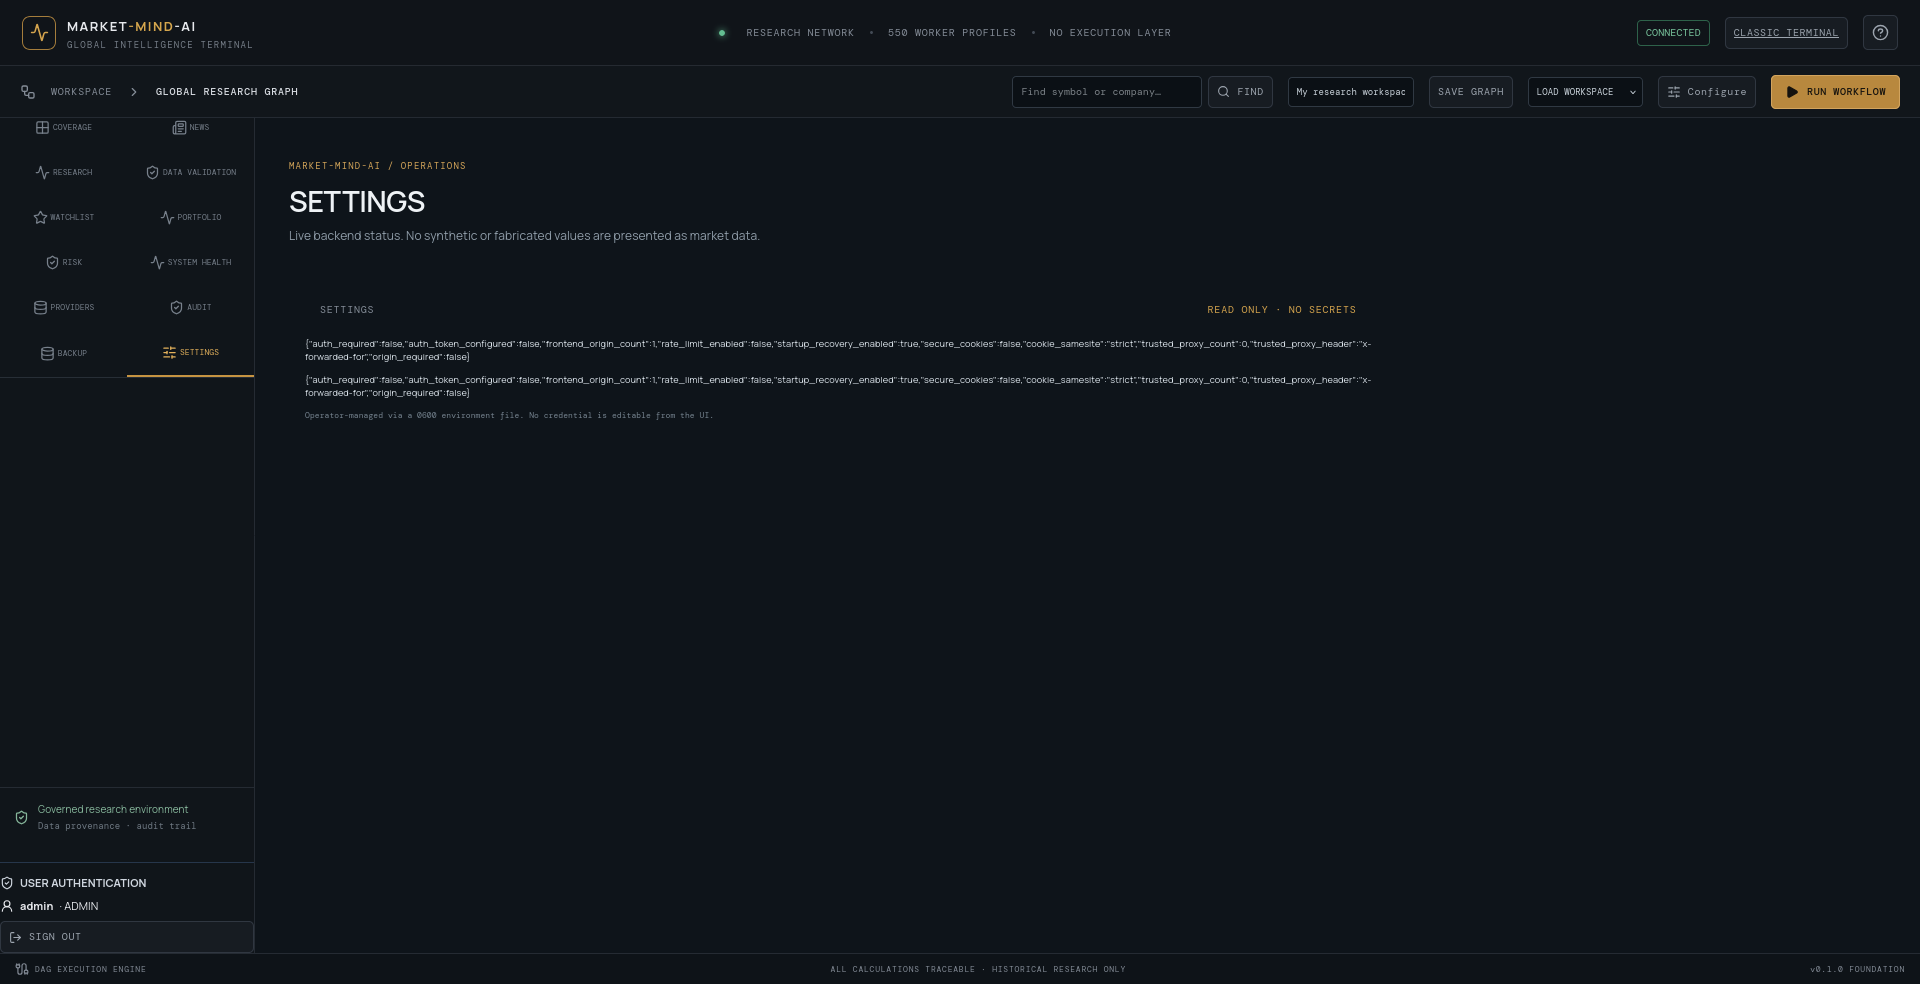 MARKET-MIND-AI
GLOBAL INTELLIGENCE TERMINAL
RESEARCH NETWORK • 550 WORKER PROFILES • NO EXECUTION LAYER
CONNECTED
CLASSIC TERMINAL
WORKSPACE > GLOBAL RESEARCH GRAPH
Find symbol or company…
FIND
My research workspac
SAVE GRAPH
LOAD WORKSPACE
Configure
RUN WORKFLOW
COVERAGE
NEWS
RESEARCH
DATA VALIDATION
WATCHLIST
PORTFOLIO
RISK
SYSTEM HEALTH
PROVIDERS
AUDIT
BACKUP
SETTINGS
MARKET-MIND-AI / OPERATIONS
SETTINGS
Live backend status. No synthetic or fabricated values are presented as market data.
SETTINGS
READ ONLY · NO SECRETS
{"auth_required":false,"auth_token_configured":false,"frontend_origin_count":1,"rate_limit_enabled":false,"startup_recovery_enabled":true,"secure_cookies":false,"cookie_samesite":"strict","trusted_proxy_count":0,"trusted_proxy_header":"x-
forwarded-for","origin_required":false}
{"auth_required":false,"auth_token_configured":false,"frontend_origin_count":1,"rate_limit_enabled":false,"startup_recovery_enabled":true,"secure_cookies":false,"cookie_samesite":"strict","trusted_proxy_count":0,"trusted_proxy_header":"x-
forwarded-for","origin_required":false}
Operator-managed via a 0600 environment file. No credential is editable from the UI.
Governed research environment
Data provenance · audit trail
USER AUTHENTICATION
admin · ADMIN
SIGN OUT
DAG EXECUTION ENGINE
ALL CALCULATIONS TRACEABLE · HISTORICAL RESEARCH ONLY
v0.1.0 FOUNDATION